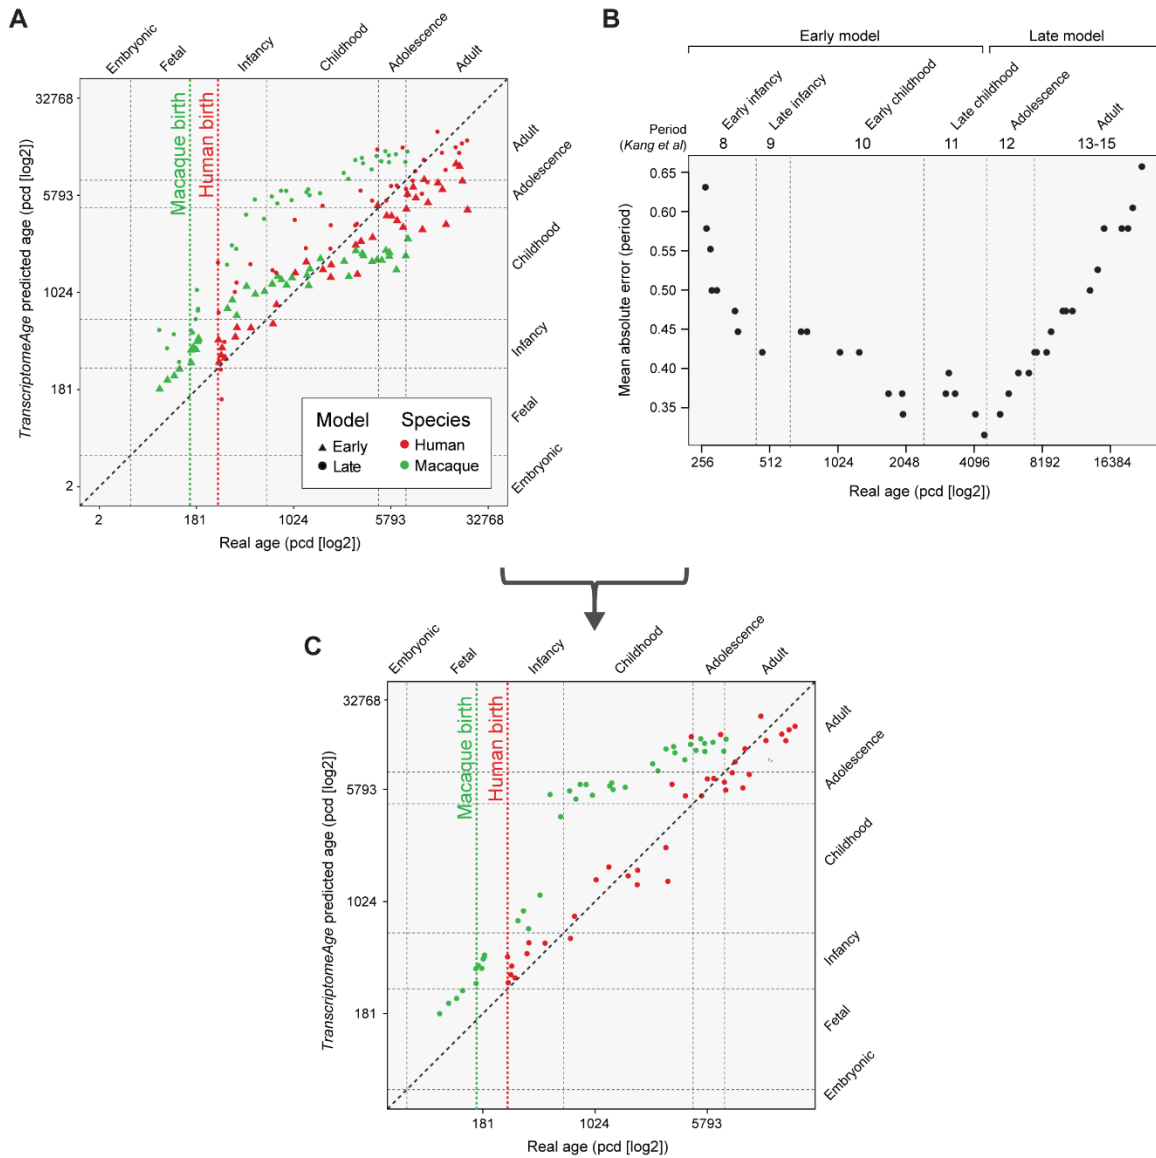 A
Embryonic
Fetal
Infancy
Childhood
Adolescence
Adult
32768
5793
1024
181
2
TranscriptomeAge predicted age (pcd [log2])
Macaque birth
Human birth
Adult
Adolescence
Childhood
Infancy
Fetal
Embryonic
Model
Early
Late
Species
Human
Macaque
2
181
1024
5793
32768
Real age (pcd [log2])
B
Early model
Late model
Early infancy
Late infancy
Early childhood
Late childhood
Adolescence
Adult
Period
(Kang et al)
8
9
10
11
12
13-15
0.65
0.60
0.55
0.50
0.45
0.40
0.35
Mean absolute error (period)
256
512
1024
2048
4096
8192
16384
Real age (pcd [log2])
C
Embryonic
Fetal
Infancy
Childhood
Adolescence
Adult
32768
5793
1024
181
TranscriptomeAge predicted age (pcd [log2])
Macaque birth
Human birth
Adult
Adolescence
Childhood
Infancy
Fetal
Embryonic
181
1024
5793
Real age (pcd [log2])